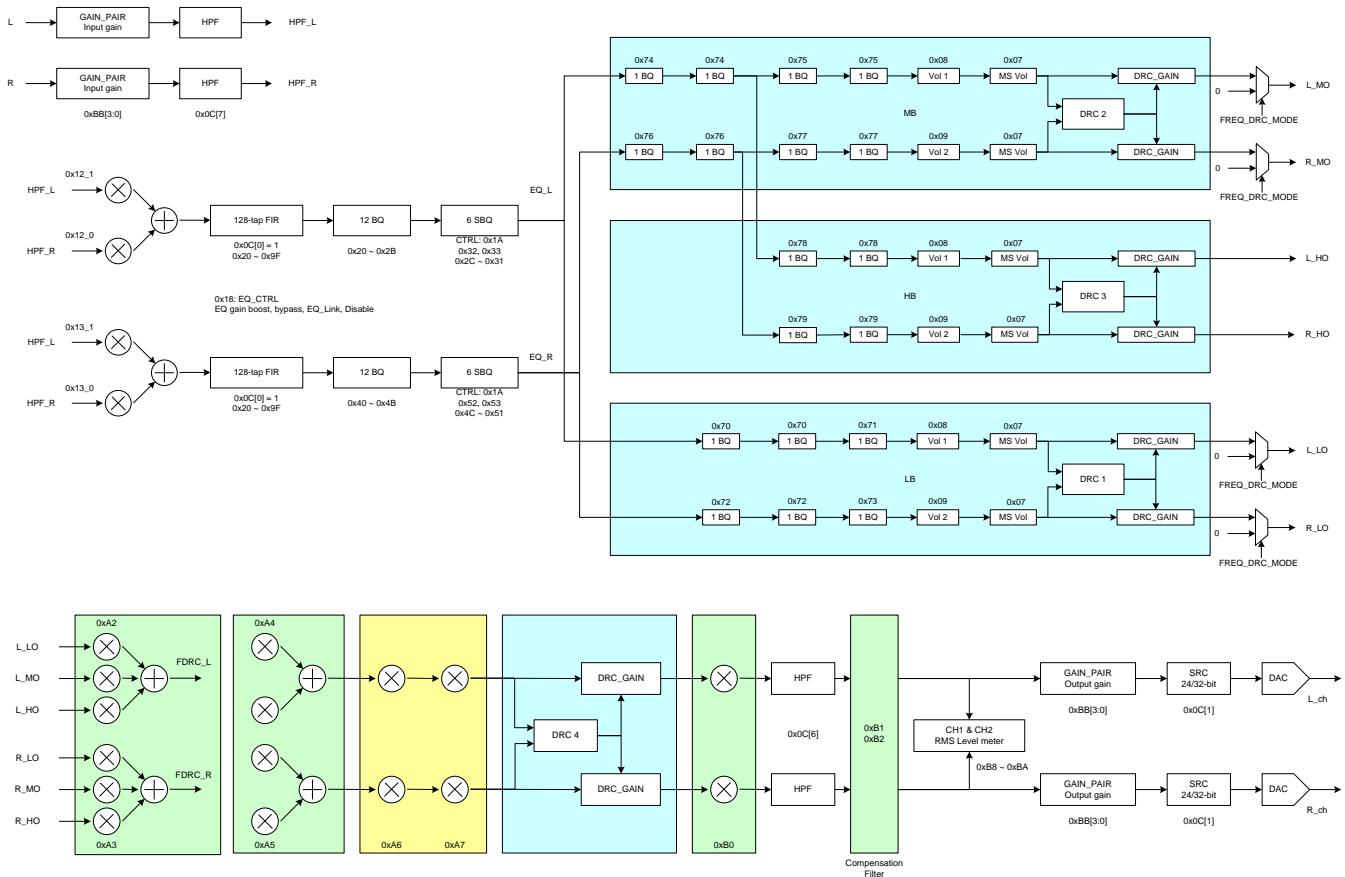 L
GAIN_PAIR
Input gain
HPF
HPF_L
R
GAIN_PAIR
Input gain
HPF
HPF_R
0xBB[3:0]
0x0C[7]
HPF_L
0x12_1
HPF_R
0x12_0
128-tap FIR
0x0C[0] = 1
0x20 ~ 0x9F
12 BQ
0x20 ~ 0x2B
6 SBQ
CTRL: 0x1A
0x32, 0x33
0x2C ~ 0x31
EQ_L
0x18: EQ_CTRL
EQ gain boost, bypass, EQ_Link, Disable
HPF_L
0x13_1
HPF_R
0x13_0
128-tap FIR
0x0C[0] = 1
0x20 ~ 0x9F
12 BQ
0x40 ~ 0x4B
6 SBQ
CTRL: 0x1A
0x52, 0x53
0x4C ~ 0x51
EQ_R
0x74 0x74 0x75 0x75 0x08 0x07
1 BQ 1 BQ 1 BQ 1 BQ Vol 1 MS Vol DRC_GAIN
0
L_MO
FREQ_DRC_MODE
MB
DRC 2
0x76 0x76 0x77 0x77 0x09 0x07
1 BQ 1 BQ 1 BQ 1 BQ Vol 2 MS Vol DRC_GAIN
0
R_MO
FREQ_DRC_MODE
0x78 0x78 0x08 0x07
1 BQ 1 BQ Vol 1 MS Vol DRC_GAIN
L_HO
HB
DRC 3
0x79 0x79 0x09 0x07
1 BQ 1 BQ Vol 2 MS Vol DRC_GAIN
R_HO
0x70 0x70 0x71 0x08 0x07
1 BQ 1 BQ 1 BQ Vol 1 MS Vol DRC_GAIN
0
L_LO
FREQ_DRC_MODE
LB
DRC 1
0x72 0x72 0x73 0x09 0x07
1 BQ 1 BQ 1 BQ Vol 2 MS Vol DRC_GAIN
0
R_LO
FREQ_DRC_MODE
0xA2
L_LO
L_MO
L_HO
FDRC_L
R_LO
R_MO
R_HO
FDRC_R
0xA3
0xA4
0xA5
0xA6
0xA7
DRC_GAIN
DRC 4
DRC_GAIN
0xB0
HPF
0x0C[6]
HPF
0xB1
0xB2
Compensation
Filter
CH1 & CH2
RMS Level meter
0xB8 ~ 0xBA
GAIN_PAIR
Output gain
0xBB[3:0]
SRC
24/32-bit
0x0C[1]
DAC
L_ch
GAIN_PAIR
Output gain
0xBB[3:0]
SRC
24/32-bit
0x0C[1]
DAC
R_ch